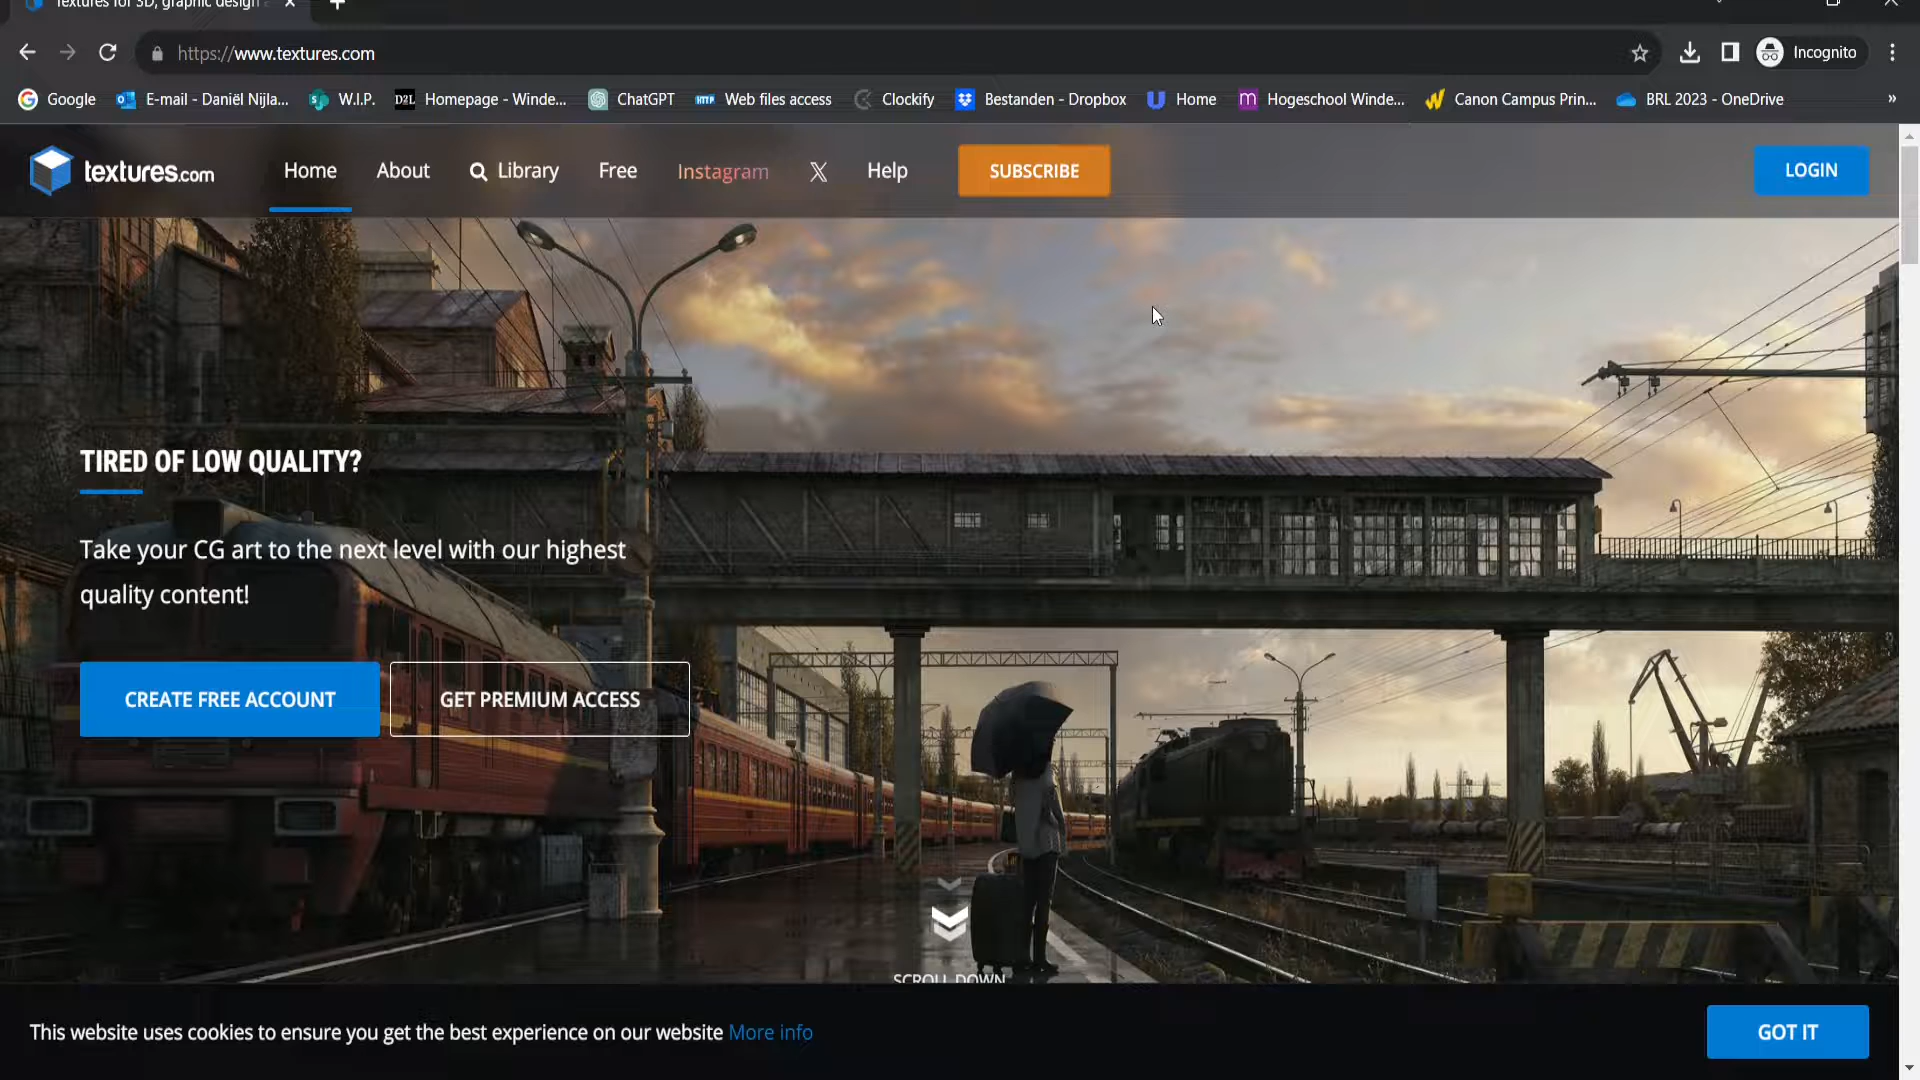 Textures for 3D, graphic design
https://www.textures.com
Incognito
Google
E-mail - Daniël Nijla...
W.I.P.
D2L
Homepage - Winde...
ChatGPT
HTTP
Web files access
Clockify
Bestanden - Dropbox
Home
Hogeschool Winde...
Canon Campus Prin...
BRL 2023 - OneDrive
»
textures.com
Home
About
Library
Free
Instagram
X
Help
SUBSCRIBE
LOGIN
TIRED OF LOW QUALITY?
Take your CG art to the next level with our highest
quality content!
CREATE FREE ACCOUNT
GET PREMIUM ACCESS
SCROLL DOWN
This website uses cookies to ensure you get the best experience on our website More info
GOT IT